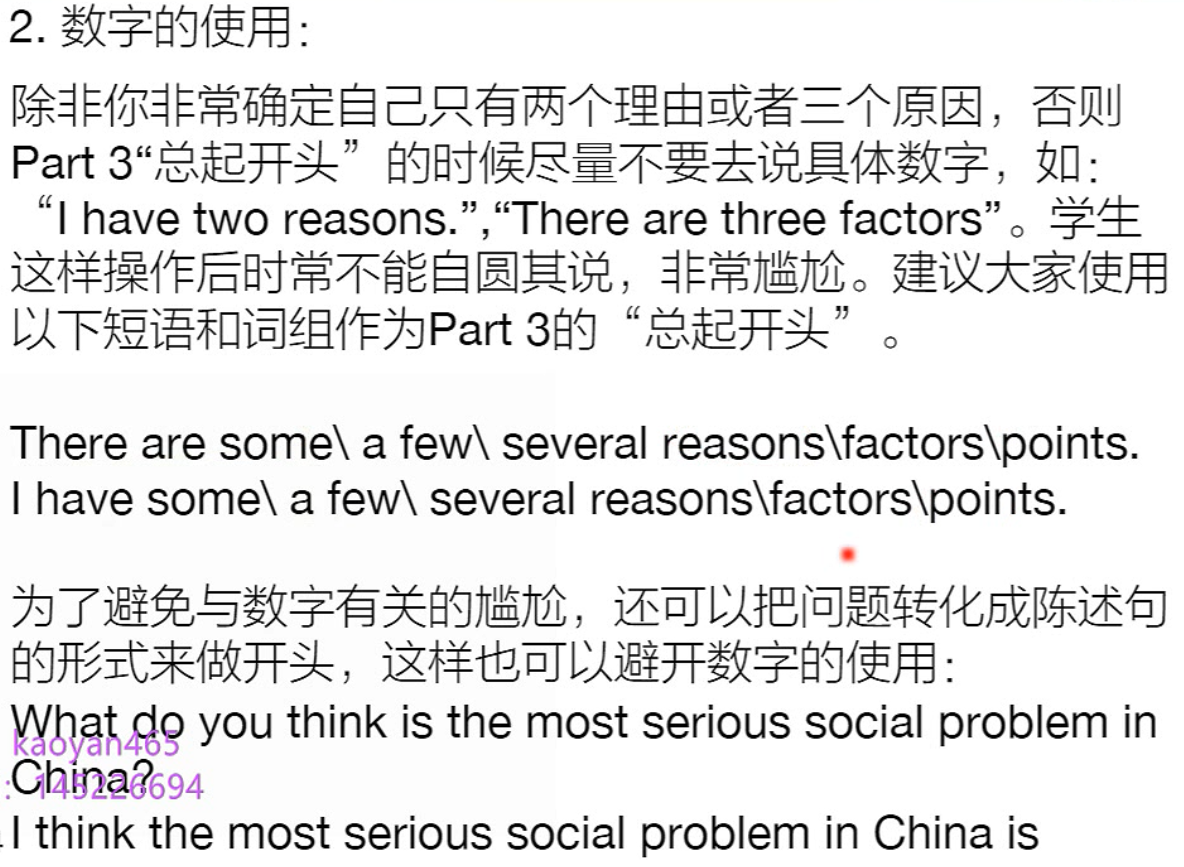 2. 数字的使用：
除非你非常确定自己只有两个理由或者三个原因，否则
Part 3“总起开头”的时候尽量不要去说具体数字，如：
“I have two reasons.”,“There are three factors”。学生
这样操作后时常不能自圆其说，非常尴尬。建议大家使用
以下短语和词组作为Part 3的“总起开头”。
There are some\ a few\ several reasons\factors\points.
I have some\ a few\ several reasons\factors\points.
为了避免与数字有关的尴尬，还可以把问题转化成陈述句
的形式来做开头，这样也可以避开数字的使用：
What do you think is the most serious social problem in
kaoyan465
China?
: 145226694
I think the most serious social problem in China is